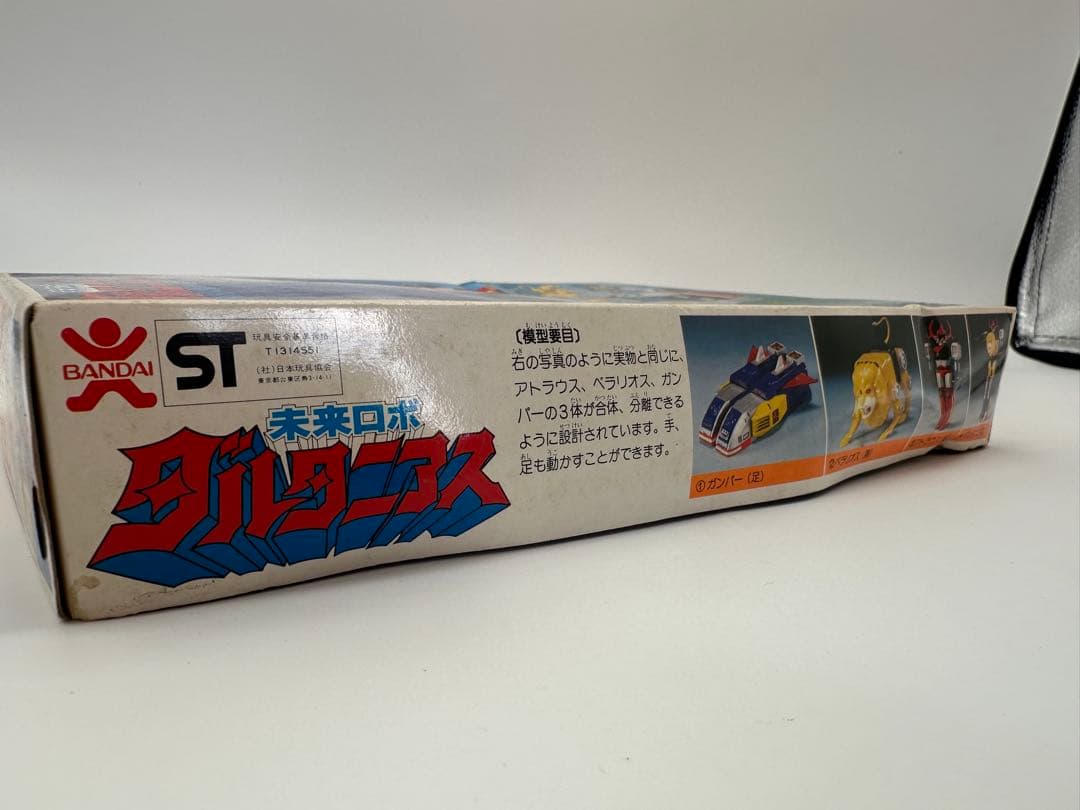 BANDAI
ST
玩具安全基準合格
T1314551
(社)日本玩具協会
未来ロボ
ダルタニアス
〔模型要目〕
右の写真のように実物と同じに、
アトラウス、ベラリオス、ガン
パーの3体が合体、分離できる
ように設計されています。手、
足も動かすことができます。
①ガンパー(足)
②ベラリオス(胸)